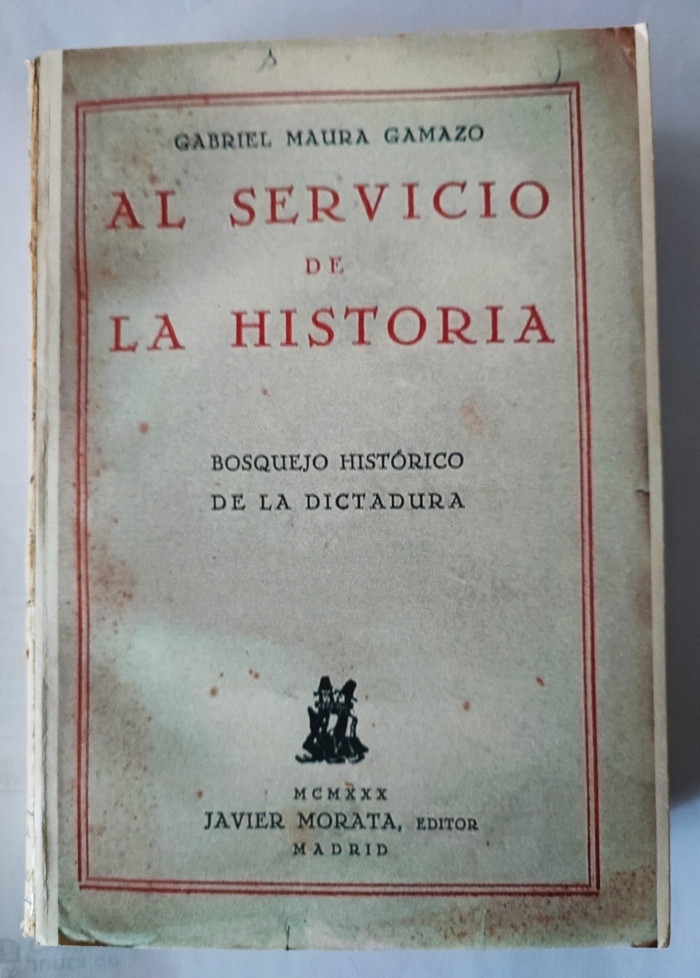 GABRIEL MAURA GAMAZO
AL SERVICIO
DE
LA HISTORIA
BOSQUEJO HISTÓRICO
DE LA DICTADURA
MCMXXX
JAVIER MORATA, EDITOR
MADRID